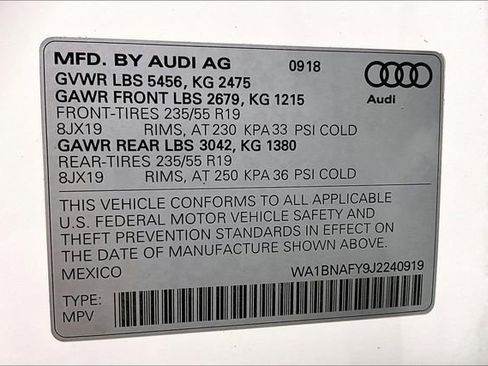 MFD. BY AUDI AG 0918
GVWR LBS 5456, KG 2475
GAWR FRONT LBS 2679, KG 1215
FRONT-TIRES 235/55 R19
8JX19 RIMS, AT 230 KPA 33 PSI COLD
GAWR REAR LBS 3042, KG 1380
REAR-TIRES 235/55 R19
8JX19 RIMS, AT 250 KPA 36 PSI COLD
Audi
THIS VEHICLE CONFORMS TO ALL APPLICABLE
U.S. FEDERAL MOTOR VEHICLE SAFETY AND
THEFT PREVENTION STANDARDS IN EFFECT ON
THE DATE OF MANUFACTURE SHOWN ABOVE.
MEXICO WA1BNAFY9J2240919
TYPE:
MPV